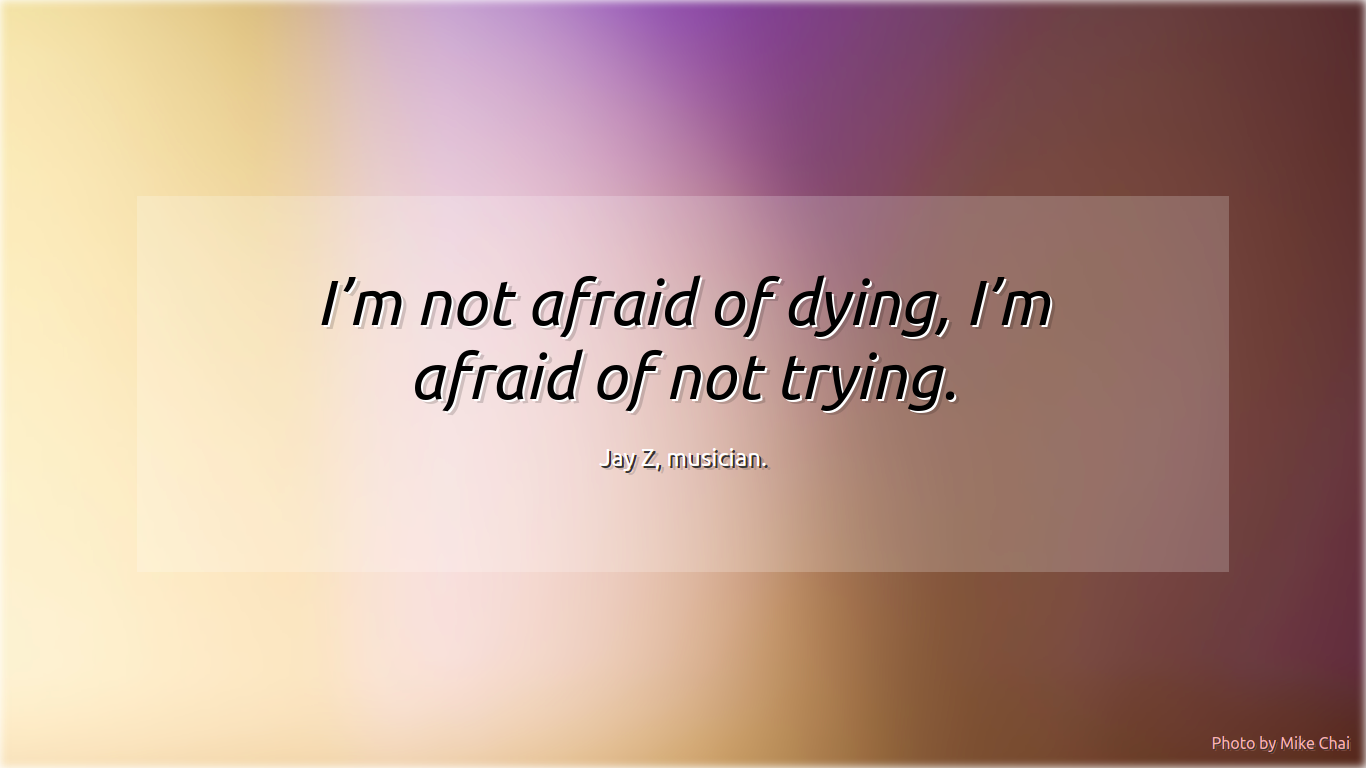 I’m not afraid of dying, I’m
afraid of not trying.
Jay Z, musician.
Photo by Mike Chai